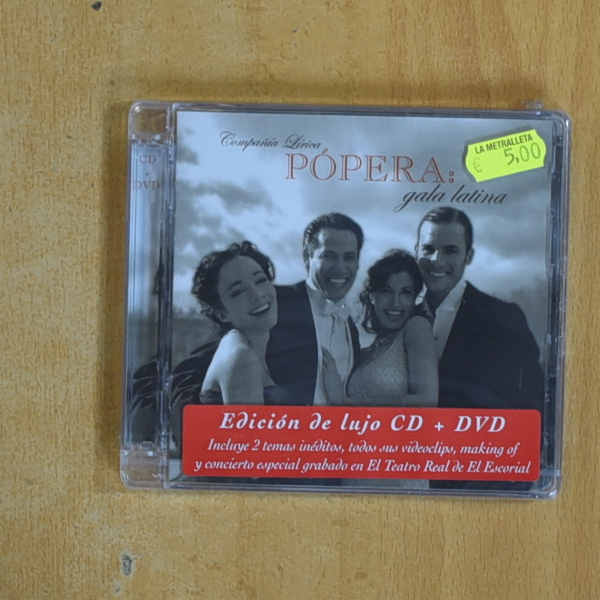 Compañía Lírica
PÓPERA:
gala latina
LA METRALLETA
€ 5,00
CD
+
DVD
Edición de lujo CD + DVD
Incluye 2 temas inéditos, todos sus videoclips, making of
y concierto especial grabado en El Teatro Real de El Escorial